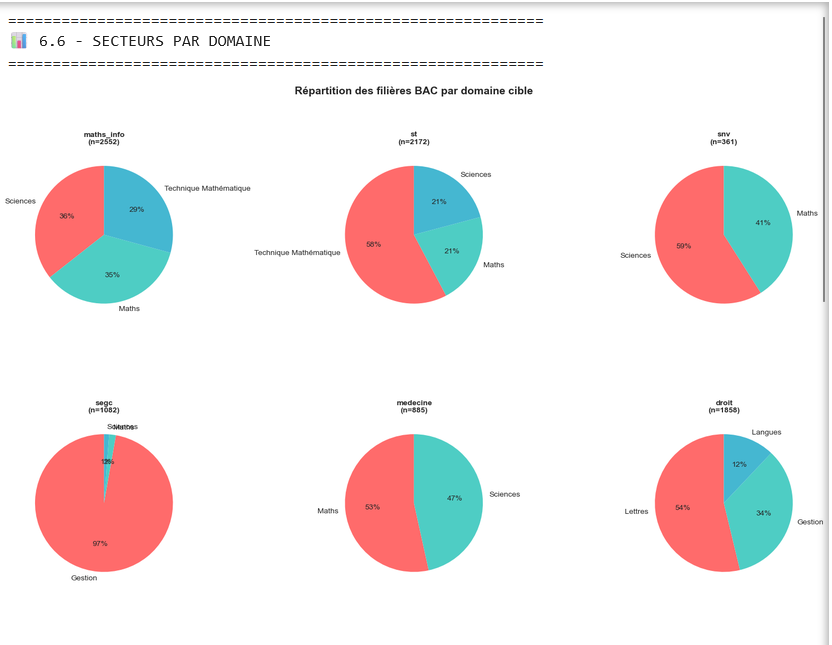 ============================================================
6.6 - SECTEURS PAR DOMAINE
============================================================
Répartition des filières BAC par domaine cible
maths_info
(n=2552)
Sciences
36%
29%
Technique Mathématique
35%
Maths
st
(n=2172)
Sciences
21%
58%
Technique Mathématique
21%
Maths
snv
(n=361)
Maths
41%
59%
Sciences
segc
(n=1082)
Sciences
97%
Gestion
medecine
(n=885)
Sciences
47%
53%
Maths
droit
(n=1858)
Langues
12%
54%
Lettres
34%
Gestion